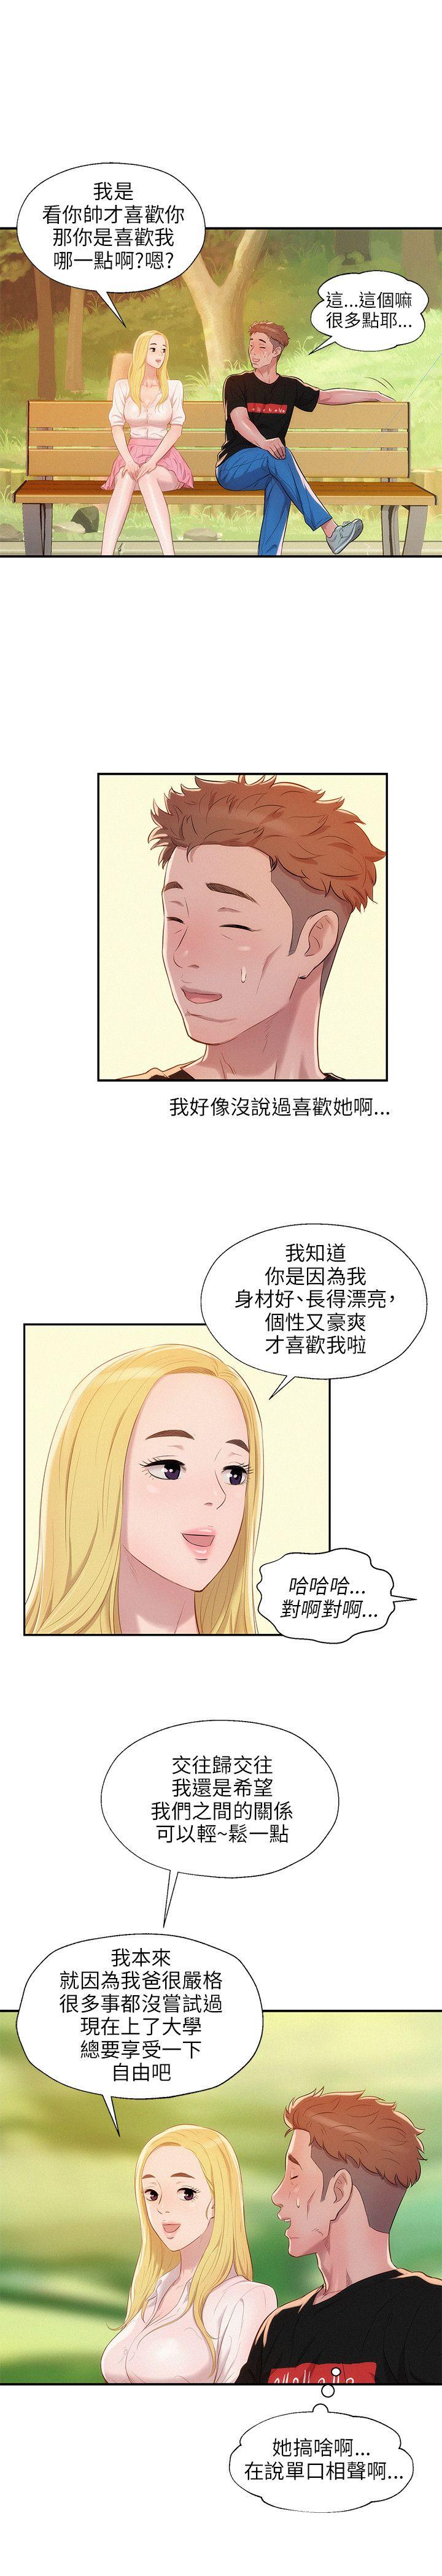 我是
看你帥才喜歡你
那你是喜歡我
哪一點啊?嗯?
這...這個嘛
很多點耶...
我好像沒說過喜歡她啊...
我知道
你是因為我
身材好、長得漂亮,
個性又豪爽
才喜歡我啦
哈哈哈...
對啊對啊...
交往歸交往
我還是希望
我們之間的關係
可以輕~鬆一點
我本來
就因為我爸很嚴格
很多事都沒嘗試過
現在上了大學
總要享受一下
自由吧
她搞啥啊...
在說單口相聲啊...